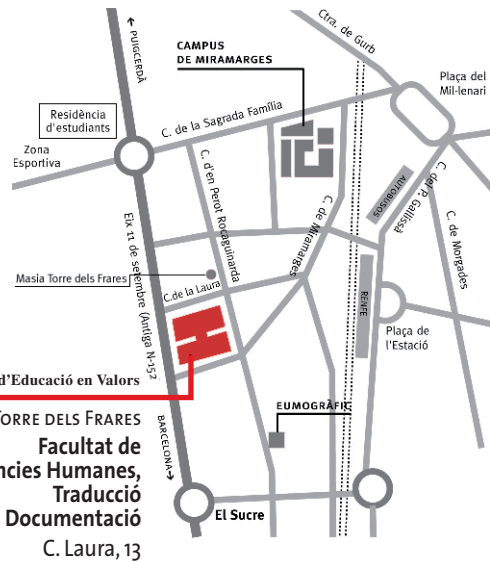 ← PUIGCERDÀ
CAMPUS
DE MIRAMARGES
Ctra. de Gurb
Plaça del
Mil·lenari
Residència
d'estudiants
C. de la Sagrada Família
Zona
Esportiva
C. d'en Perot Rocaguinarda
AUTOBUSOS
C. del P. Gallissà
C. de Miramarges
C. de Morgades
Eix 11 de setembre (Antiga N-152
Masia Torre dels Frares
C.de la Laura
RENFE
Plaça de
l'Estació
d'Educació en Valors
EUMOGRÀFIC
TORRE DELS FRARES
BARCELONA→
Facultat de
ncies Humanes,
Traducció
Documentació
El Sucre
C. Laura, 13